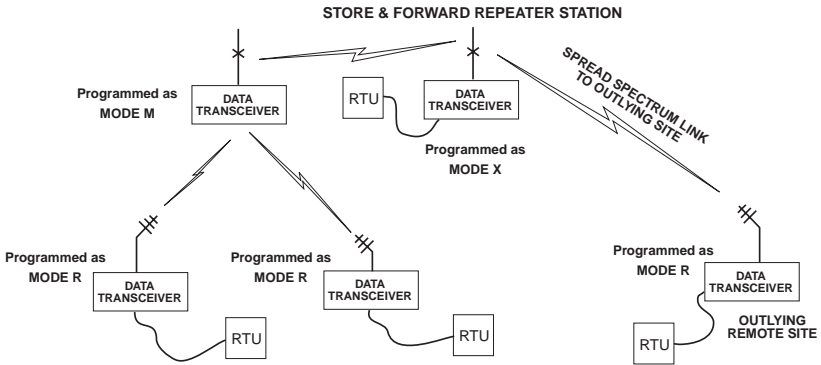 STORE & FORWARD REPEATER STATION
Programmed as
MODE M
DATA
TRANSCEIVER
RTU
DATA
TRANSCEIVER
Programmed as
MODE X
SPREAD SPECTRUM LINK
TO OUTLYING SITE
Programmed as
MODE R
DATA
TRANSCEIVER
RTU
Programmed as
MODE R
DATA
TRANSCEIVER
RTU
Programmed as
MODE R
DATA
TRANSCEIVER
RTU
OUTLYING
REMOTE SITE